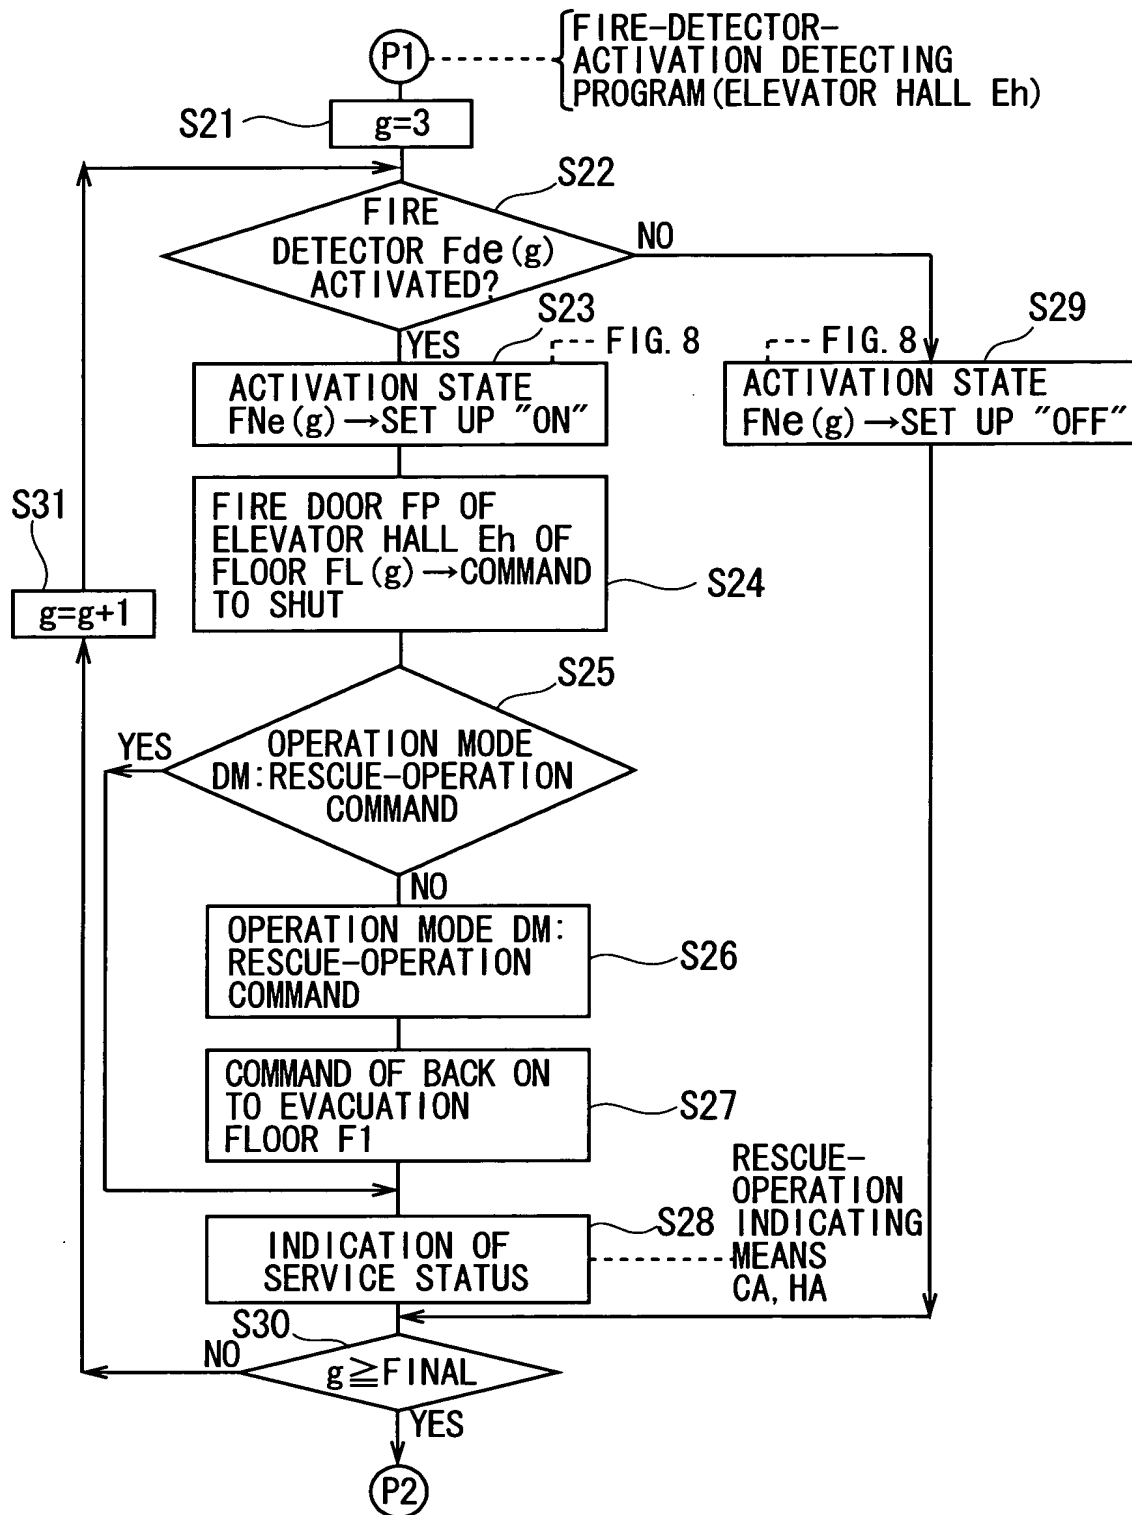 P1
FIRE-DETECTOR-
ACTIVATION DETECTING
PROGRAM(ELEVATOR HALL Eh)
S21
g=3
S22
FIRE
DETECTOR Fde(g)
ACTIVATED?
NO
YES
S23
FIG. 8
ACTIVATION STATE
FNe(g)→SET UP "ON"
S29
FIG. 8
ACTIVATION STATE
FNe(g)→SET UP "OFF"
S24
FIRE DOOR FP OF
ELEVATOR HALL Eh OF
FLOOR FL(g)→COMMAND
TO SHUT
S31
g=g+1
S25
YES
OPERATION MODE
DM:RESCUE-OPERATION
COMMAND
NO
OPERATION MODE DM:
RESCUE-OPERATION
COMMAND
S26
COMMAND OF BACK ON
TO EVACUATION
FLOOR F1
S27
S28
INDICATION OF
SERVICE STATUS
RESCUE-
OPERATION
INDICATING
MEANS
CA, HA
S30
NO
g≧FINAL
YES
P2